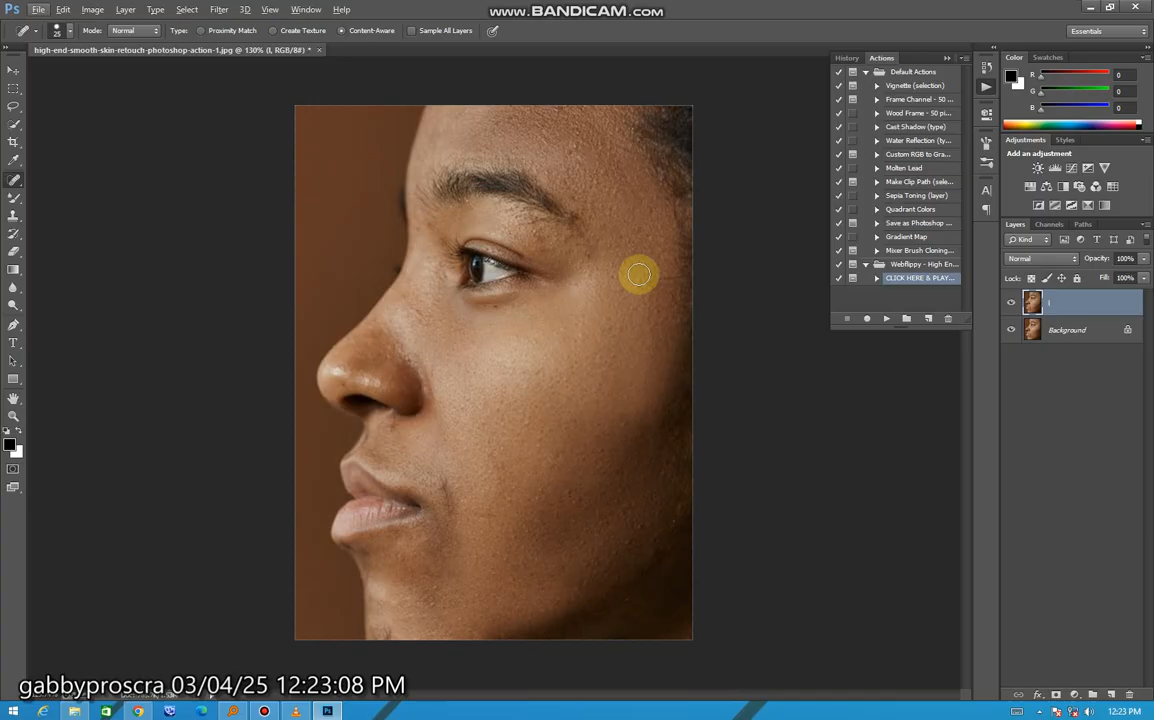 Ps File Edit Image Layer Type Select Filter 3D View Window Help
www.BANDICAM.com
25 Mode: Normal Type: Proximity Match Create Texture Content-Aware Sample All Layers Essentials
high-end-smooth-skin-retouch-photoshop-action-1.jpg @ 130% (l, RGB/8#) * ×
History Actions
Default Actions
Vignette (selection)
Frame Channel - 50 ...
Wood Frame - 50 pi...
Cast Shadow (type)
Water Reflection (ty...
Custom RGB to Gra...
Molten Lead
Make Clip Path (sele...
Sepia Toning (layer)
Quadrant Colors
Save as Photoshop ...
Gradient Map
Mixer Brush Cloning...
Webflippy - High En...
CLICK HERE & PLAY...
Color Swatches
R 0
G 0
B 0
Adjustments Styles
Add an adjustment
Layers Channels Paths
Kind
Normal Opacity: 100%
Lock: Fill: 100%
l
Background
gabbyproscra 03/04/25 12:23:08 PM
12:23 PM